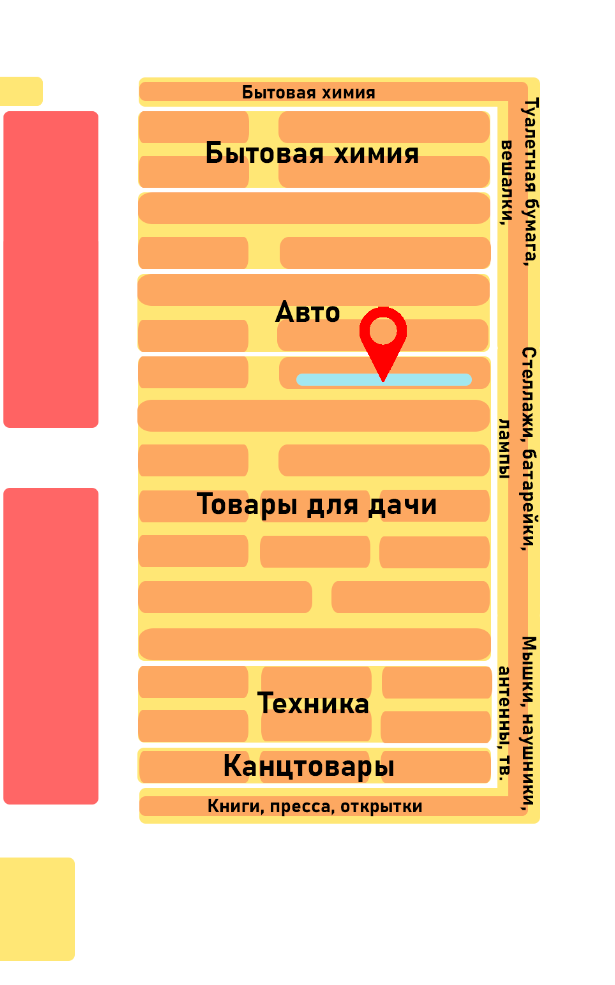 Бытовая химия
Бытовая химия
Туалетная бумага,
вешалки,
Авто
Стеллажи, батарейки,
лампы
Товары для дачи
Мышки, наушники,
антенны, тв.
Техника
Канцтовары
Книги, пресса, открытки